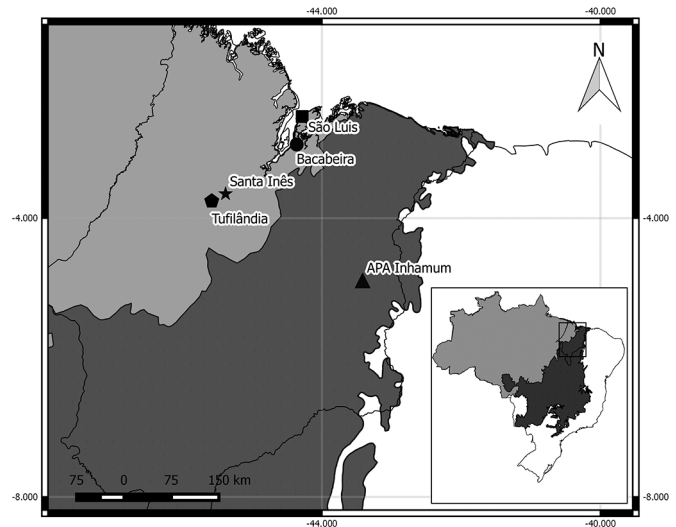 -44.000
-40.000
N
São Luis
Bacabeira
Santa Inês
Tufilândia
-4.000
-4.000
APA Inhamum
75
0
75
150 km
-8.000
-8.000
-44.000
-40.000